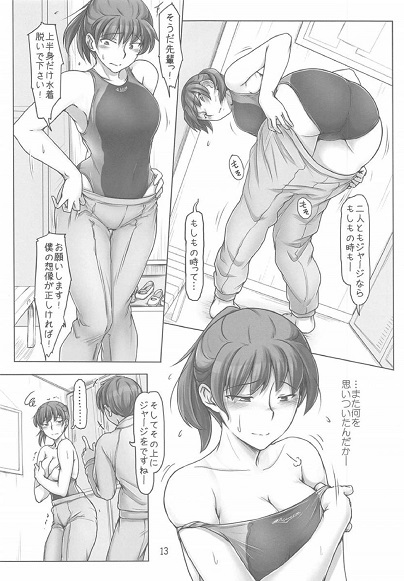 二人ともジャージなら
もしもの時も〜
もしもの時って…
もぞ
もぞ
そうだ先輩っ！
上半身だけ水着
脱いで下さい！
お願いします！
僕の想像が正しければ！
…また何を
思いついたんだか〜
そしてその上に
ジャージをですね〜
………
13